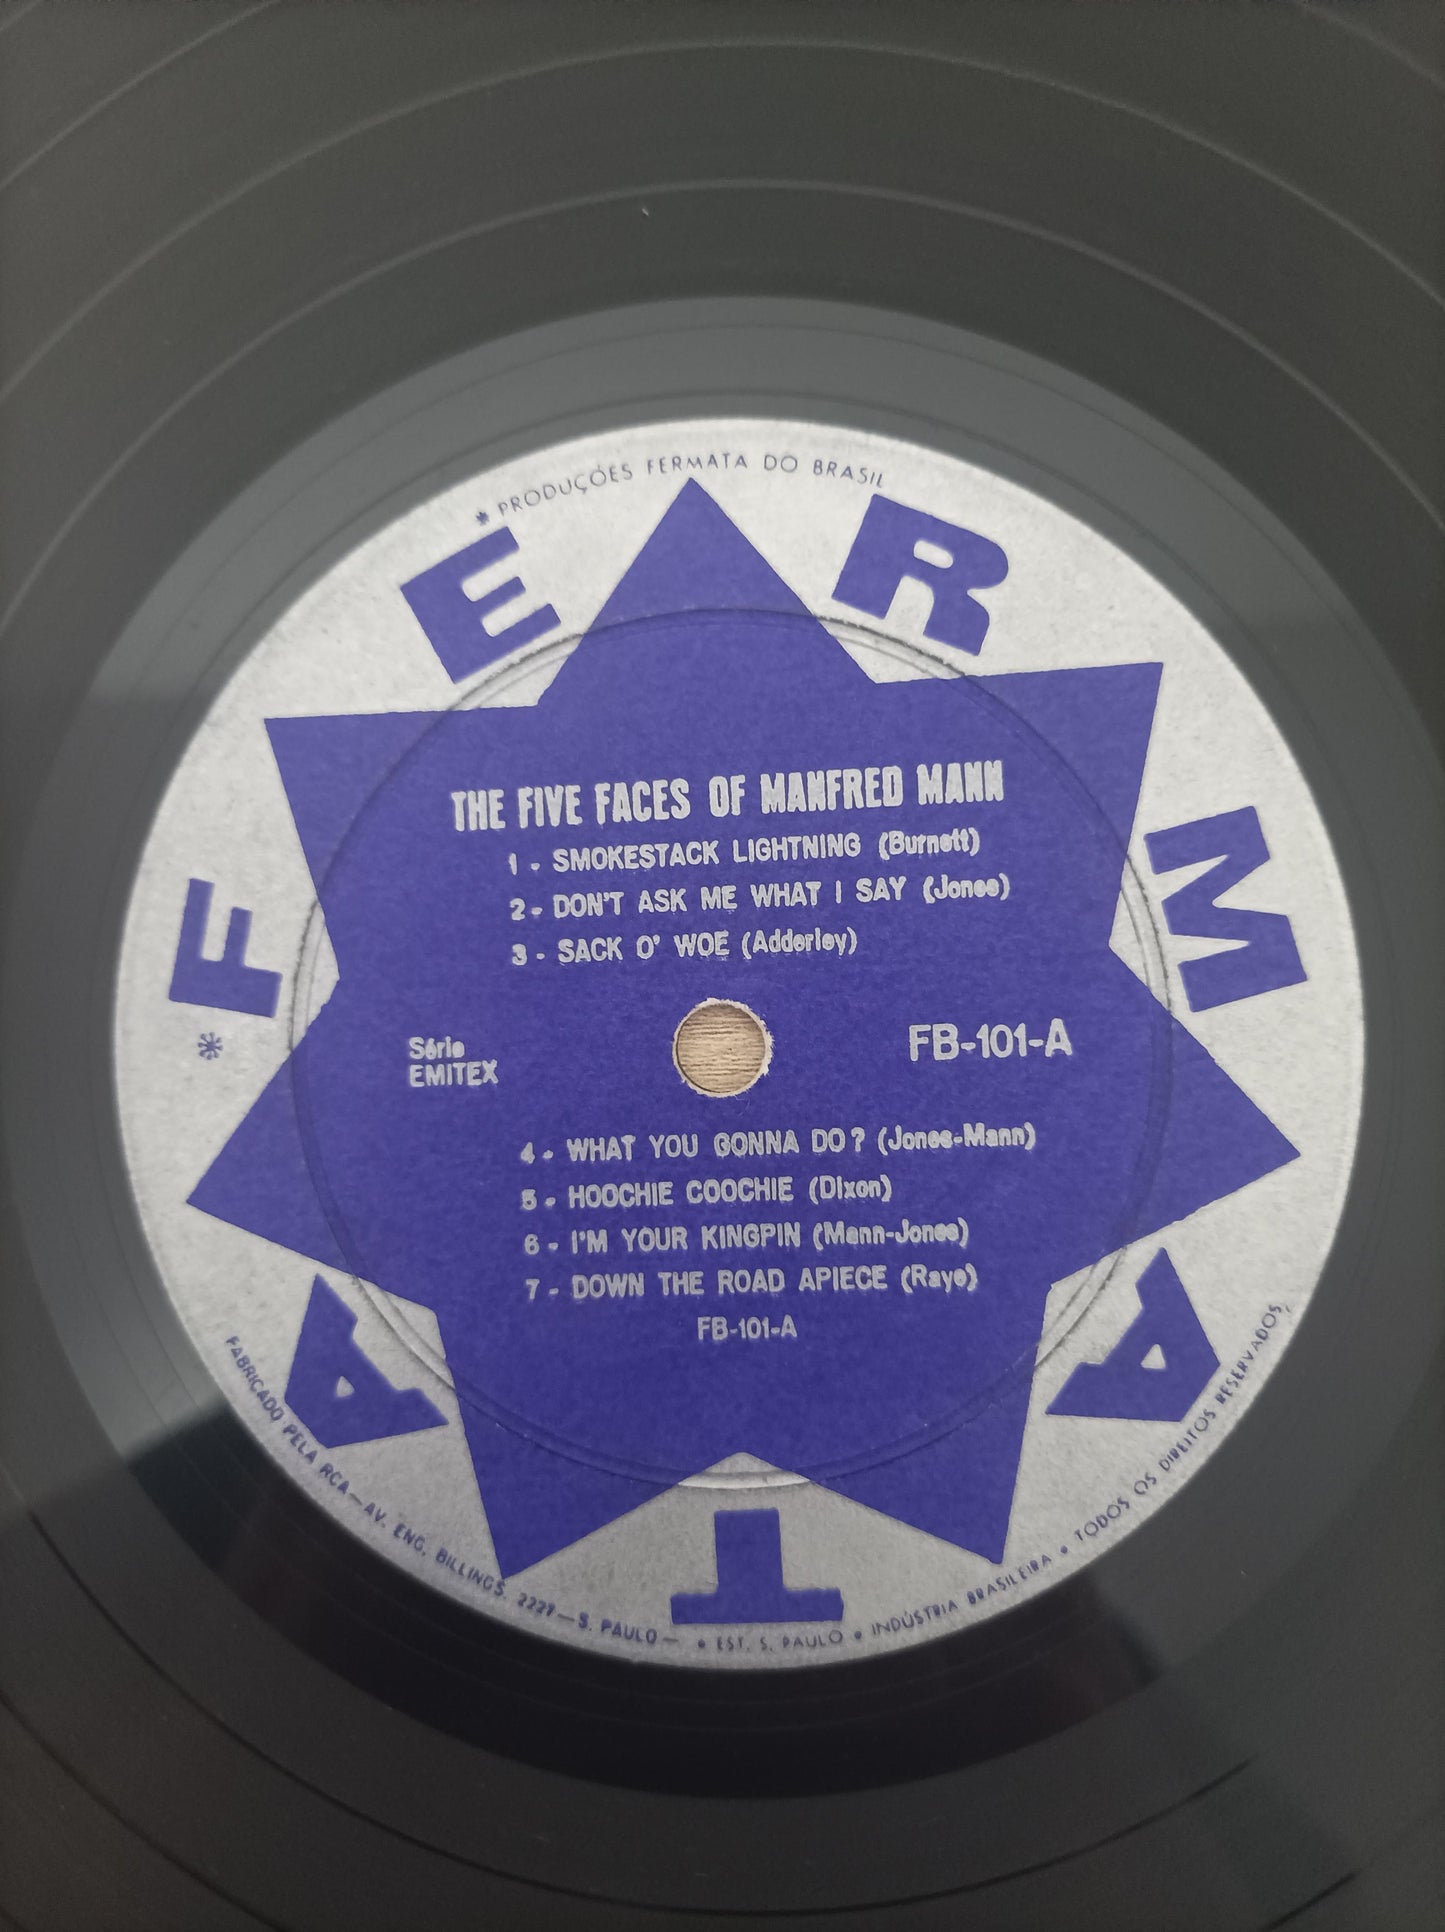 * PRODUÇÕES FERMATA DO BRASIL
* FERMATA
THE FIVE FACES OF MANFRED MANN
1 - SMOKESTACK LIGHTNING (Burnett)
2 - DON'T ASK ME WHAT I SAY (Jones)
3 - SACK O' WOE (Adderley)
Série
EMITEX
FB-101-A
4 - WHAT YOU GONNA DO? (Jones-Mann)
5 - HOOCHIE COOCHIE (Dixon)
6 - I'M YOUR KINGPIN (Mann-Jones)
7 - DOWN THE ROAD APIECE (Raye)
FB-101-A
FABRICADO PELA RCA — AV. ENG. BILLINGS, 2227 — S. PAULO — • EST. S. PAULO • INDÚSTRIA BRASILEIRA • TODOS OS DIREITOS RESERVADOS